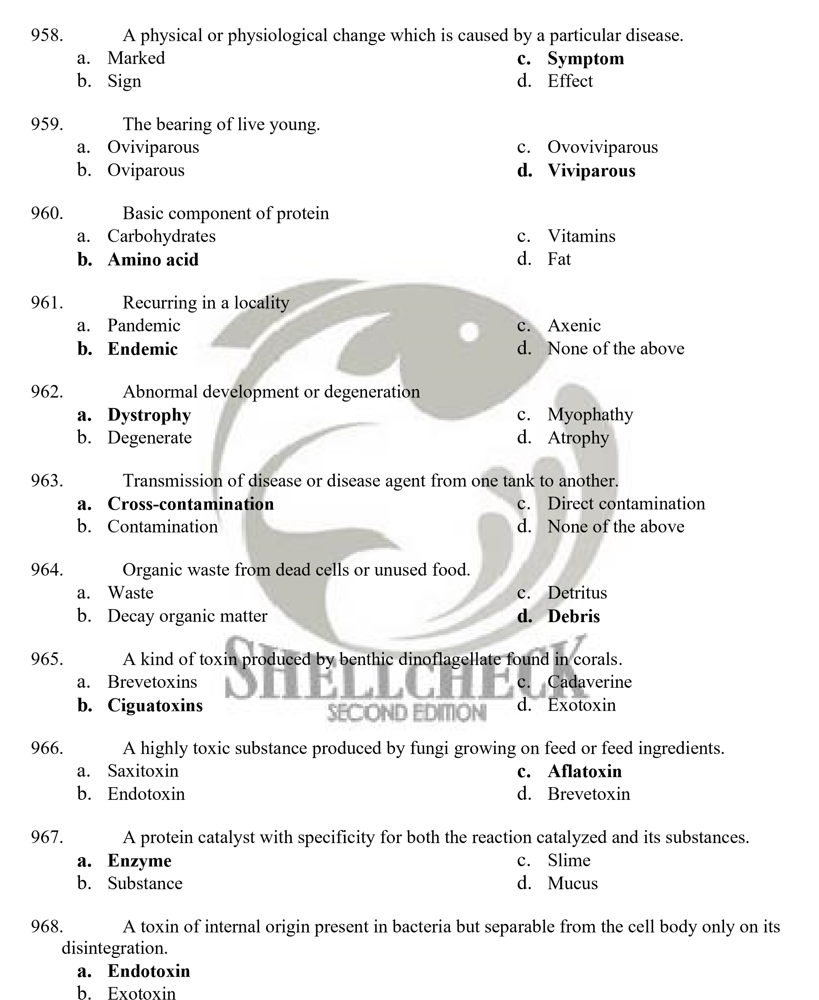 958. A physical or physiological change which is caused by a particular disease.
a. Marked
b. Sign
c. Symptom
d. Effect
959. The bearing of live young.
a. Oviviparous
b. Oviparous
c. Ovoviviparous
d. Viviparous
960. Basic component of protein
a. Carbohydrates
b. Amino acid
c. Vitamins
d. Fat
961. Recurring in a locality
a. Pandemic
b. Endemic
c. Axenic
d. None of the above
962. Abnormal development or degeneration
a. Dystrophy
b. Degenerate
c. Myophathy
d. Atrophy
963. Transmission of disease or disease agent from one tank to another.
a. Cross-contamination
b. Contamination
c. Direct contamination
d. None of the above
964. Organic waste from dead cells or unused food.
a. Waste
b. Decay organic matter
c. Detritus
d. Debris
965. A kind of toxin produced by benthic dinoflagellate found in corals.
a. Brevetoxins
b. Ciguatoxins
c. Cadaverine
d. Exotoxin
SHELLCHECK
SECOND EDITION
966. A highly toxic substance produced by fungi growing on feed or feed ingredients.
a. Saxitoxin
b. Endotoxin
c. Aflatoxin
d. Brevetoxin
967. A protein catalyst with specificity for both the reaction catalyzed and its substances.
a. Enzyme
b. Substance
c. Slime
d. Mucus
968. A toxin of internal origin present in bacteria but separable from the cell body only on its
disintegration.
a. Endotoxin
b. Exotoxin